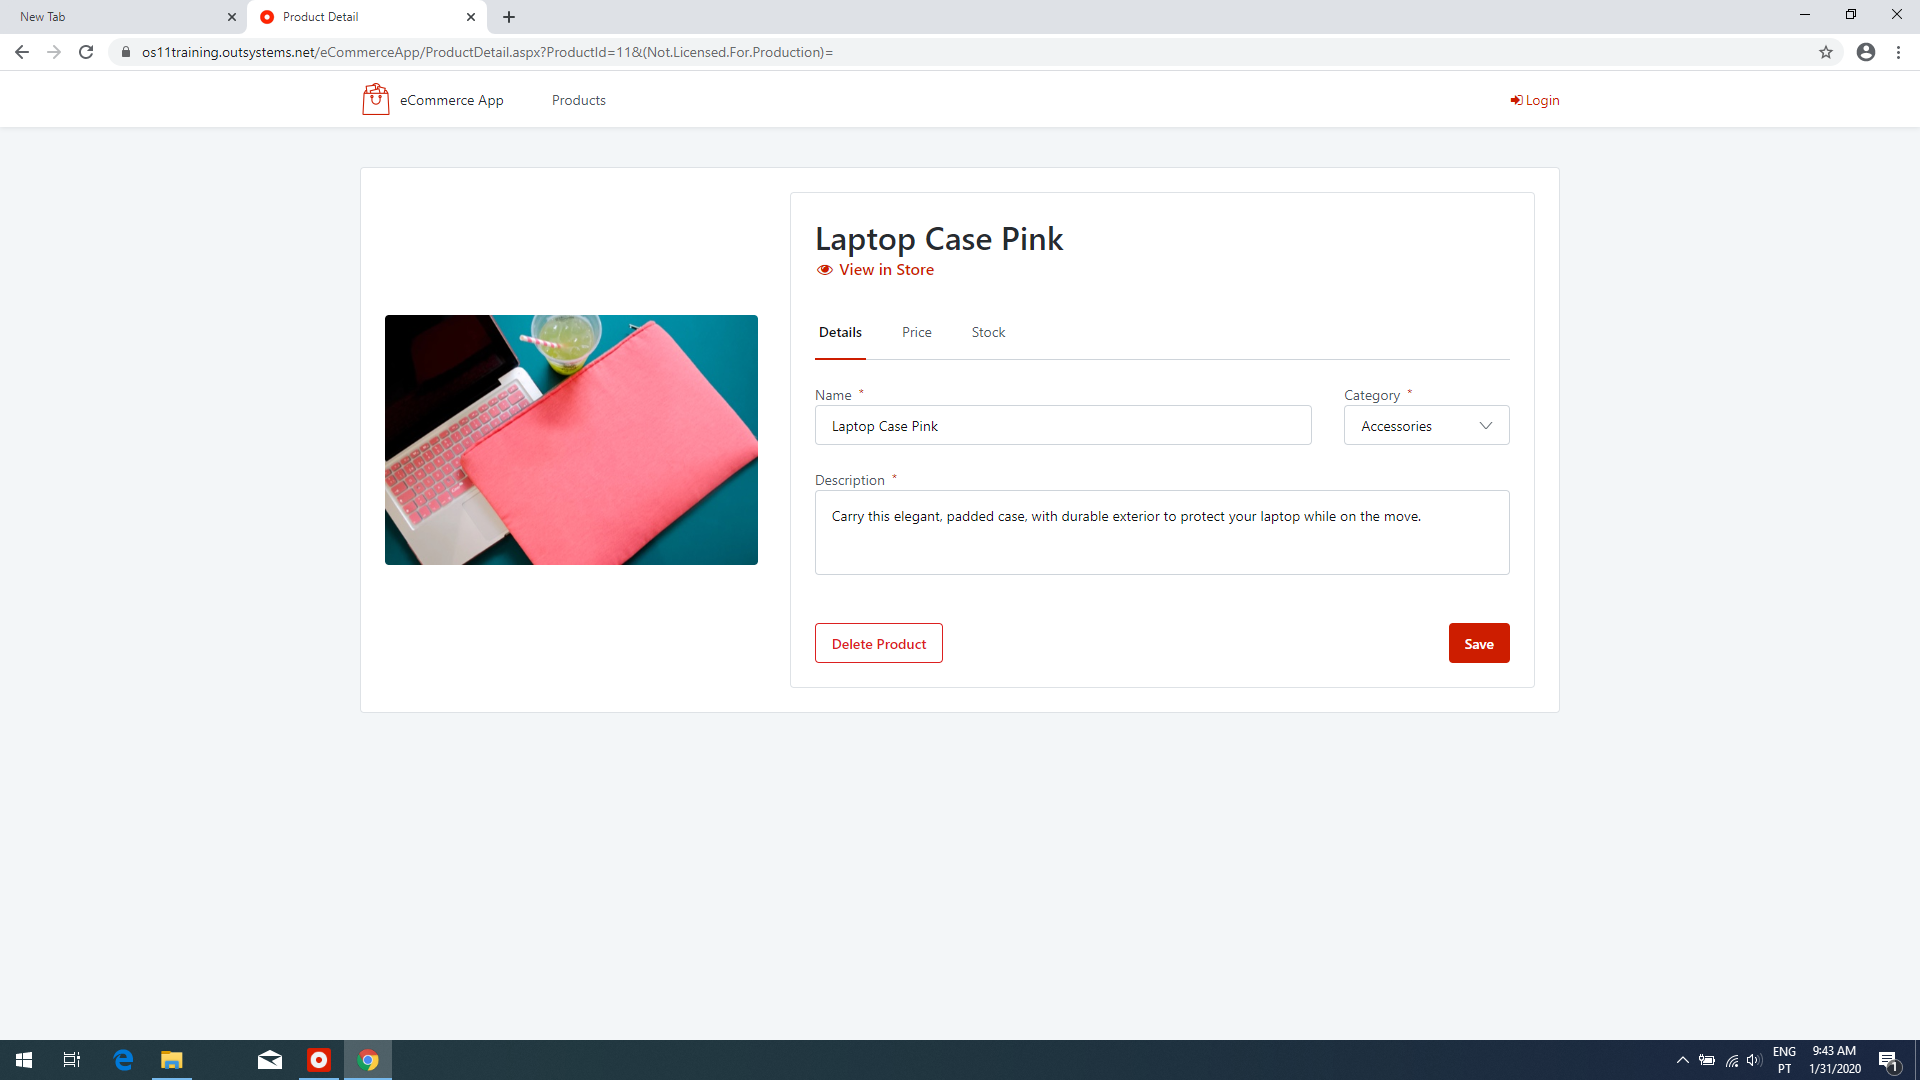 New Tab
Product Detail
os11training.outsystems.net/eCommerceApp/ProductDetail.aspx?ProductId=11&(Not.Licensed.For.Production)=
eCommerce App
Products
Login
Laptop Case Pink
View in Store
Details
Price
Stock
Name *
Category *
Laptop Case Pink
Accessories
Description *
Carry this elegant, padded case, with durable exterior to protect your laptop while on the move.
Delete Product
Save
ENG
PT
9:43 AM
1/31/2020
1